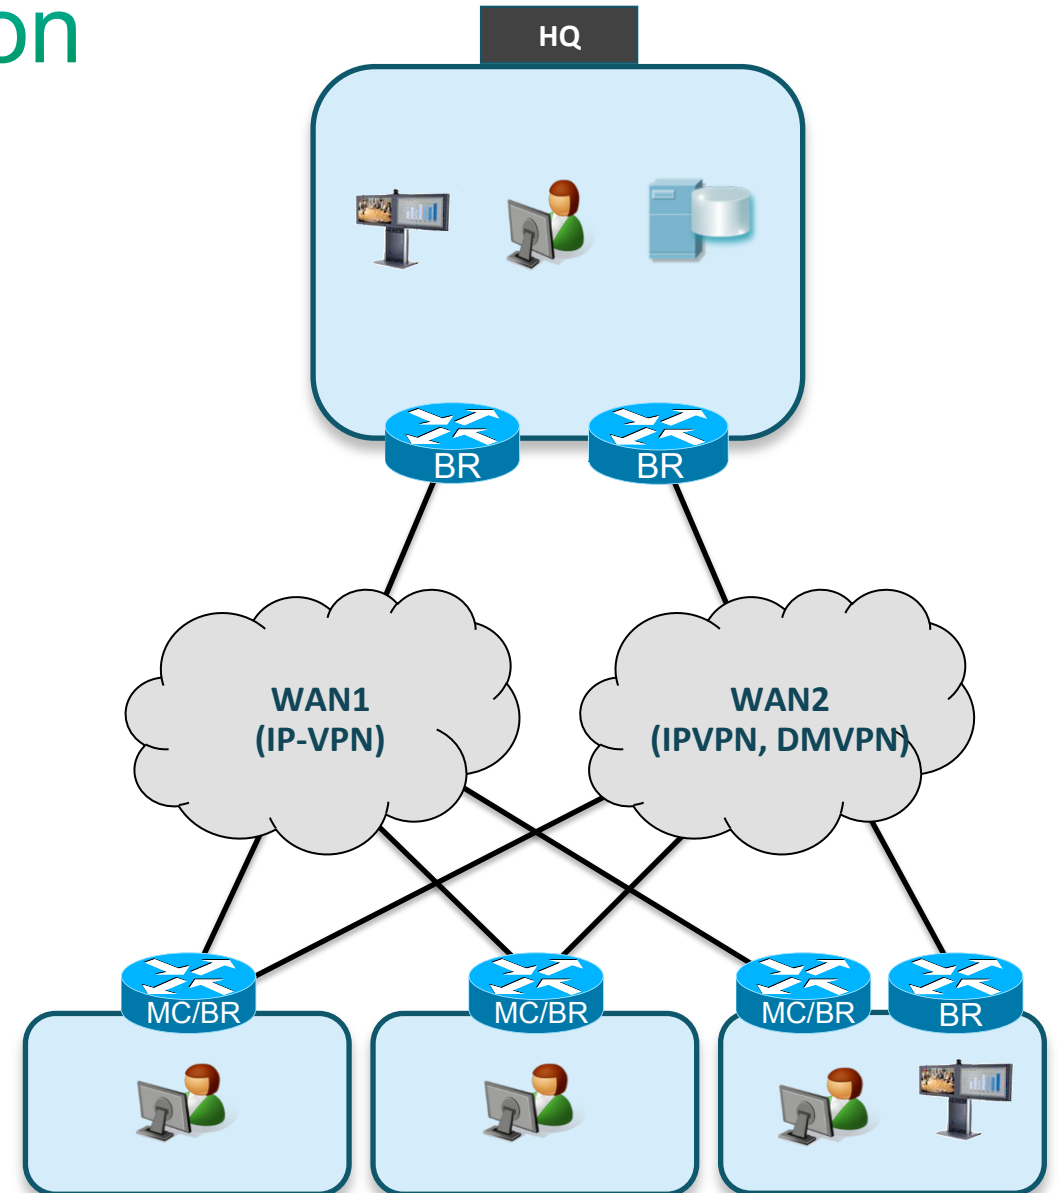 on
HQ
BR
BR
WAN1
(IP-VPN)
WAN2
(IPVPN, DMVPN)
MC/BR
MC/BR
MC/BR
BR